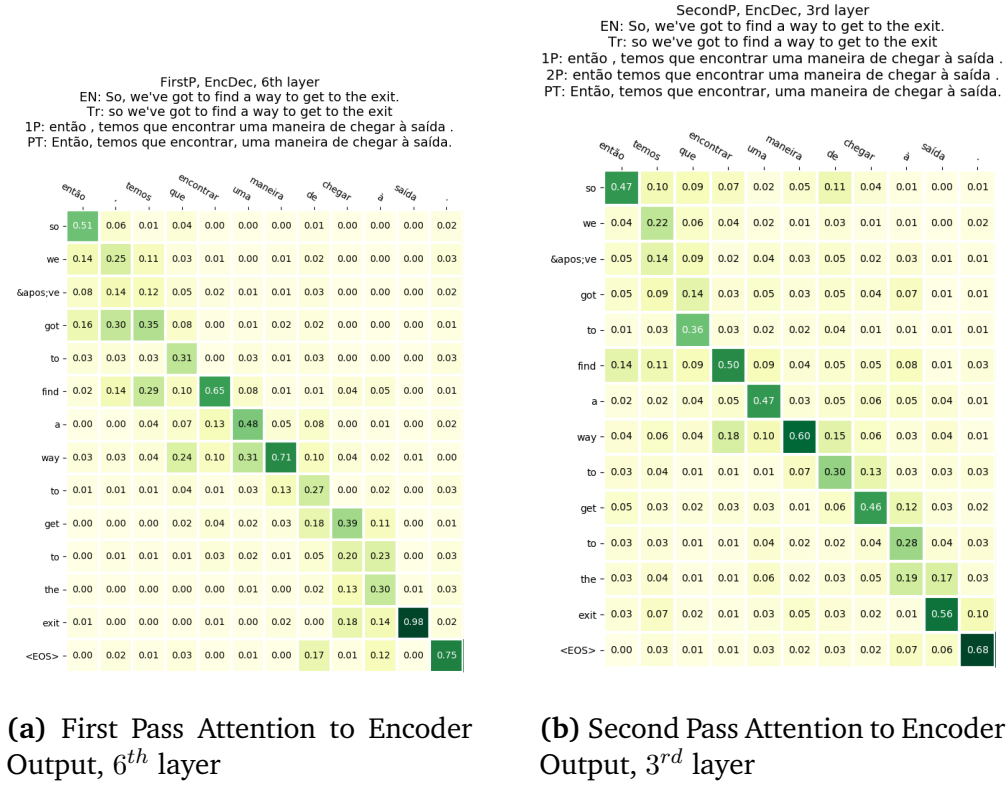 FirstP, EncDec, 6th layer
EN: So, we've got to find a way to get to the exit.
Tr: so we've got to find a way to get to the exit
1P: então , temos que encontrar uma maneira de chegar à saída .
PT: Então, temos que encontrar, uma maneira de chegar à saída.
então , temos que encontrar uma maneira de chegar à saída .
so 0.51 0.06 0.01 0.04 0.00 0.00 0.00 0.01 0.00 0.00 0.00 0.02
we 0.14 0.25 0.11 0.03 0.01 0.00 0.01 0.02 0.00 0.00 0.00 0.03
&apos;ve 0.08 0.14 0.12 0.05 0.02 0.01 0.01 0.03 0.00 0.00 0.00 0.02
got 0.16 0.30 0.35 0.08 0.00 0.01 0.02 0.02 0.00 0.00 0.00 0.01
to 0.03 0.03 0.03 0.31 0.00 0.03 0.01 0.03 0.00 0.00 0.00 0.03
find 0.02 0.14 0.29 0.10 0.65 0.08 0.01 0.01 0.04 0.05 0.00 0.01
a 0.00 0.00 0.04 0.07 0.13 0.48 0.05 0.08 0.00 0.01 0.00 0.02
way 0.03 0.03 0.04 0.24 0.10 0.31 0.71 0.10 0.04 0.02 0.01 0.00
to 0.01 0.01 0.01 0.04 0.01 0.03 0.13 0.27 0.00 0.02 0.00 0.03
get 0.00 0.00 0.00 0.02 0.04 0.02 0.03 0.18 0.39 0.11 0.00 0.01
to 0.00 0.01 0.01 0.01 0.03 0.02 0.01 0.05 0.20 0.23 0.00 0.03
the 0.00 0.00 0.00 0.00 0.01 0.01 0.00 0.02 0.13 0.30 0.01 0.03
exit 0.01 0.00 0.00 0.00 0.01 0.00 0.02 0.00 0.18 0.14 0.98 0.02
<EOS> 0.00 0.02 0.01 0.03 0.00 0.01 0.00 0.17 0.01 0.12 0.00 0.75
(a) First Pass Attention to Encoder
Output, 6th layer
SecondP, EncDec, 3rd layer
EN: So, we've got to find a way to get to the exit.
Tr: so we've got to find a way to get to the exit
1P: então , temos que encontrar uma maneira de chegar à saída .
2P: então temos que encontrar uma maneira de chegar à saída .
PT: Então, temos que encontrar, uma maneira de chegar à saída.
então temos que encontrar uma maneira de chegar à saída .
so 0.47 0.10 0.09 0.07 0.02 0.05 0.11 0.04 0.01 0.00 0.01
we 0.04 0.22 0.06 0.04 0.02 0.01 0.03 0.01 0.01 0.00 0.02
&apos;ve 0.05 0.14 0.09 0.02 0.04 0.03 0.05 0.02 0.03 0.01 0.01
got 0.05 0.09 0.14 0.03 0.05 0.03 0.05 0.04 0.07 0.01 0.01
to 0.01 0.03 0.36 0.03 0.02 0.02 0.04 0.01 0.01 0.01 0.01
find 0.14 0.11 0.09 0.50 0.09 0.04 0.05 0.05 0.08 0.01 0.03
a 0.02 0.02 0.04 0.05 0.47 0.03 0.05 0.06 0.05 0.04 0.01
way 0.04 0.06 0.04 0.18 0.10 0.60 0.15 0.06 0.03 0.04 0.01
to 0.03 0.04 0.01 0.01 0.01 0.07 0.30 0.13 0.03 0.03 0.03
get 0.05 0.03 0.02 0.03 0.03 0.01 0.06 0.46 0.12 0.03 0.02
to 0.03 0.03 0.01 0.01 0.04 0.02 0.02 0.04 0.28 0.04 0.03
the 0.03 0.04 0.01 0.01 0.06 0.02 0.03 0.05 0.19 0.17 0.03
exit 0.03 0.07 0.02 0.01 0.03 0.05 0.03 0.02 0.01 0.56 0.10
<EOS> 0.00 0.03 0.01 0.01 0.03 0.02 0.03 0.02 0.07 0.06 0.68
(b) Second Pass Attention to Encoder
Output, 3rd layer